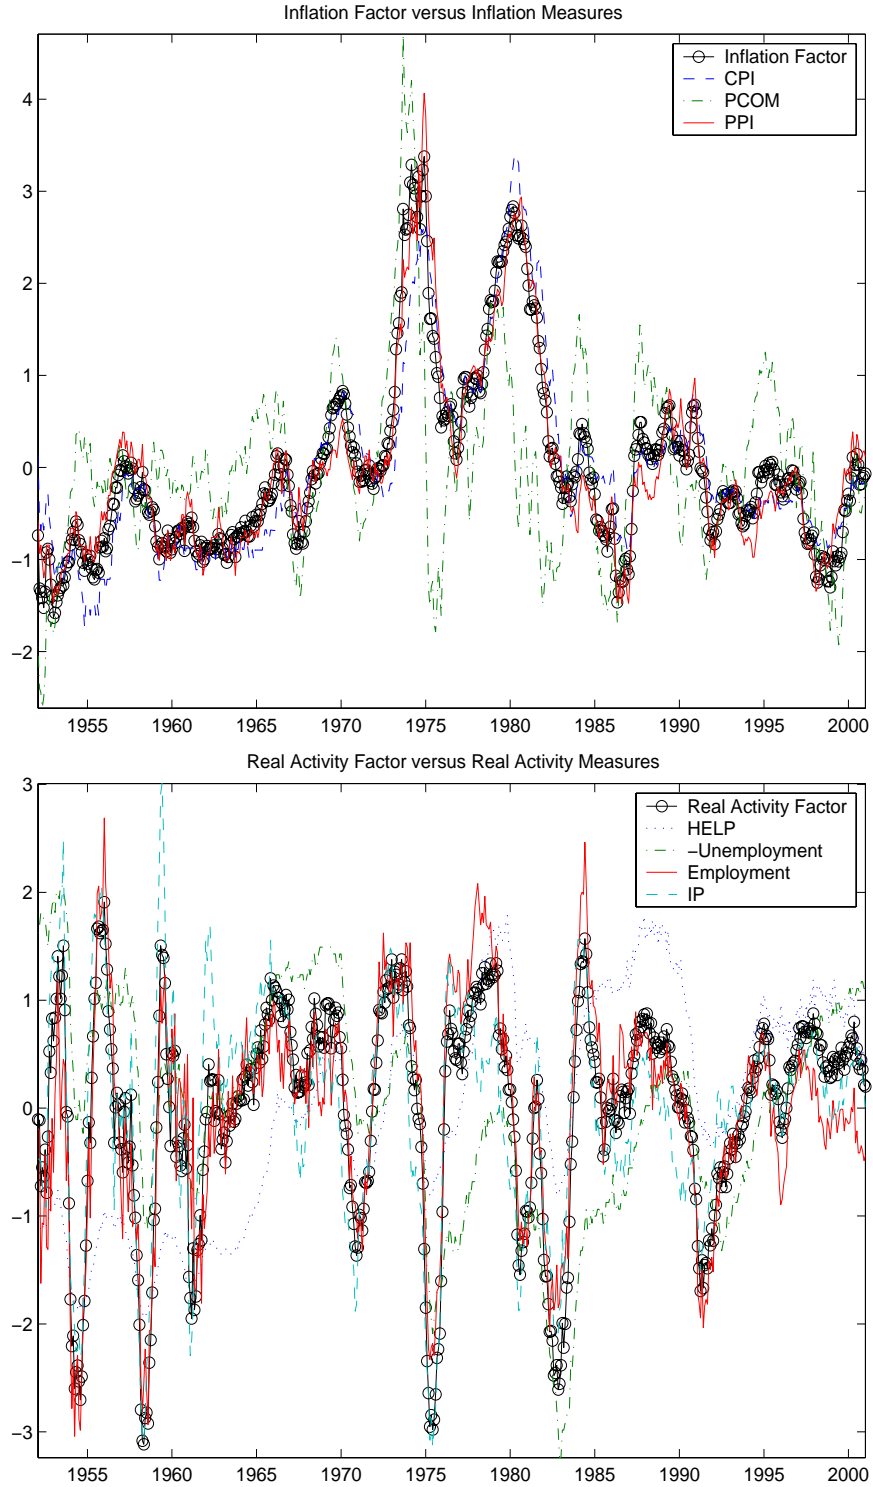 Inflation Factor versus Inflation Measures
Inflation Factor
CPI
PCOM
PPI
4
3
2
1
0
−1
−2
1955 1960 1965 1970 1975 1980 1985 1990 1995 2000
Real Activity Factor versus Real Activity Measures
Real Activity Factor
HELP
−Unemployment
Employment
IP
3
2
1
0
−1
−2
−3
1955 1960 1965 1970 1975 1980 1985 1990 1995 2000